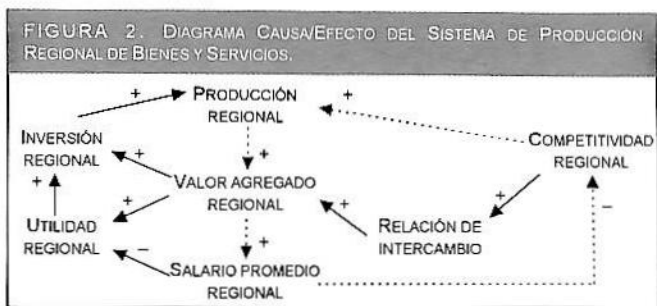 FIGURA 2. DIAGRAMA CAUSA/EFECTO DEL SISTEMA DE PRODUCCIÓN
REGIONAL DE BIENES Y SERVICIOS.
+
PRODUCCIÓN
REGIONAL
+
INVERSIÓN
REGIONAL
+
COMPETITIVIDAD
REGIONAL
+
+
VALOR AGREGADO
REGIONAL
+
+
+
–
UTILIDAD
REGIONAL
RELACIÓN DE
INTERCAMBIO
–
+
SALARIO PROMEDIO
REGIONAL